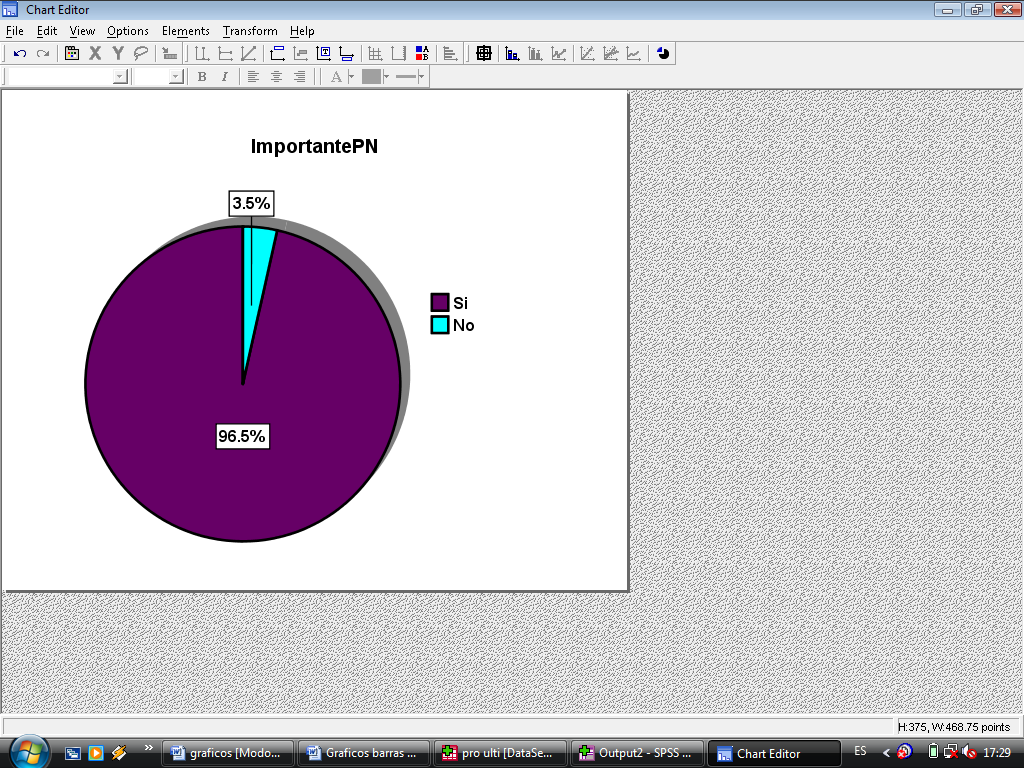 Chart Editor
File Edit View Options Elements Transform Help
B I A
ImportantePN
3.5%
Si
No
96.5%
H:375, W:468.75 points
graficos [Modo...
Graficos barras ...
pro ulti [DataSe...
Output2 - SPSS ...
Chart Editor
ES
17:29